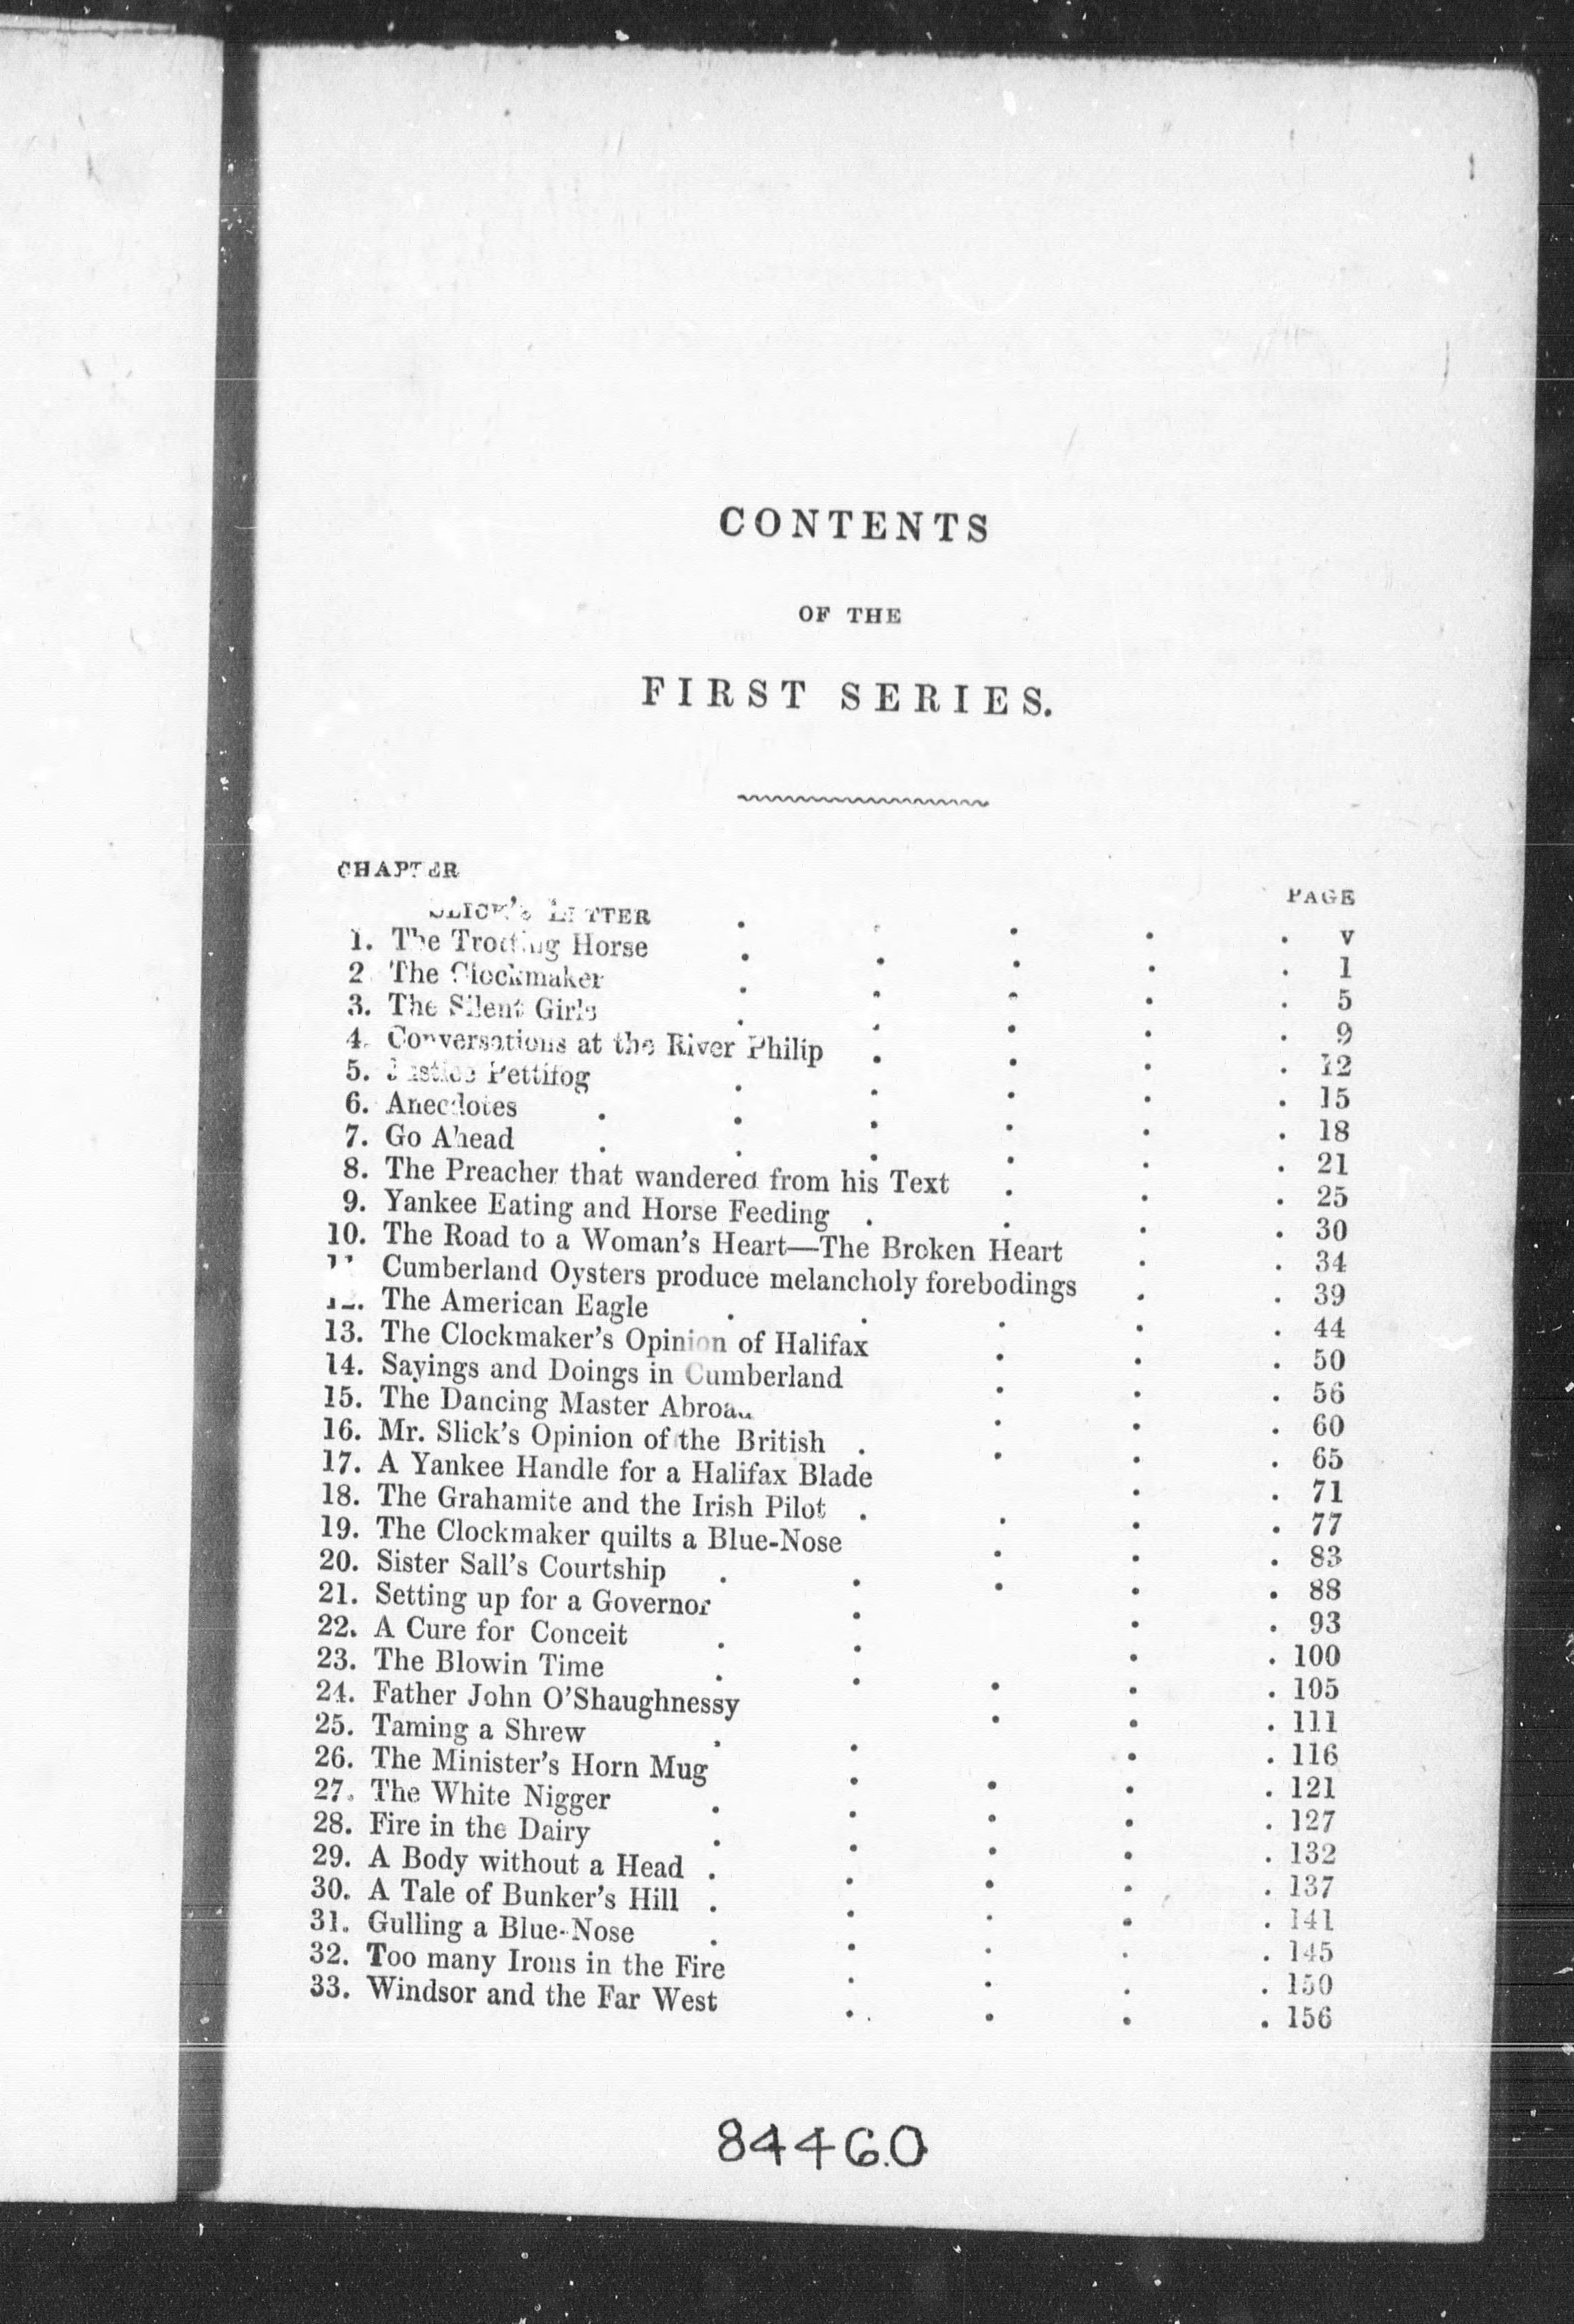 CONTENTS
OF THE
FIRST SERIES.
CHAPTER
PAGE
SLICK'S LETTER . . . . . v
1. The Trotting Horse . . . . . 1
2 The Clockmaker . . . . . 5
3. The Silent Girls . . . . . 9
4. Conversations at the River Philip . . . . 12
5. Justice Pettifog . . . . . 15
6. Anecdotes . . . . . . 18
7. Go Ahead . . . . . . 21
8. The Preacher that wandered from his Text . . . 25
9. Yankee Eating and Horse Feeding . . . . 30
10. The Road to a Woman's Heart—The Broken Heart . . 34
11 Cumberland Oysters produce melancholy forebodings . . 39
12. The American Eagle . . . . . 44
13. The Clockmaker's Opinion of Halifax . . . 50
14. Sayings and Doings in Cumberland . . . 56
15. The Dancing Master Abroad . . . 60
16. Mr. Slick's Opinion of the British . . . . 65
17. A Yankee Handle for a Halifax Blade . . 71
18. The Grahamite and the Irish Pilot . . . . 77
19. The Clockmaker quilts a Blue-Nose . . . 83
20. Sister Sall's Courtship . . . . . 88
21. Setting up for a Governor . . . 93
22. A Cure for Conceit . . . . 100
23. The Blowin Time . . . . . 105
24. Father John O'Shaughnessy . . . 111
25. Taming a Shrew . . . . 116
26. The Minister's Horn Mug . . . . 121
27. The White Nigger . . . . . 127
28. Fire in the Dairy . . . . . 132
29. A Body without a Head . . . . . 137
30. A Tale of Bunker's Hill . . . . . 141
31. Gulling a Blue-Nose . . . . . 145
32. Too many Irons in the Fire . . . . 150
33. Windsor and the Far West . . . . 156
84460